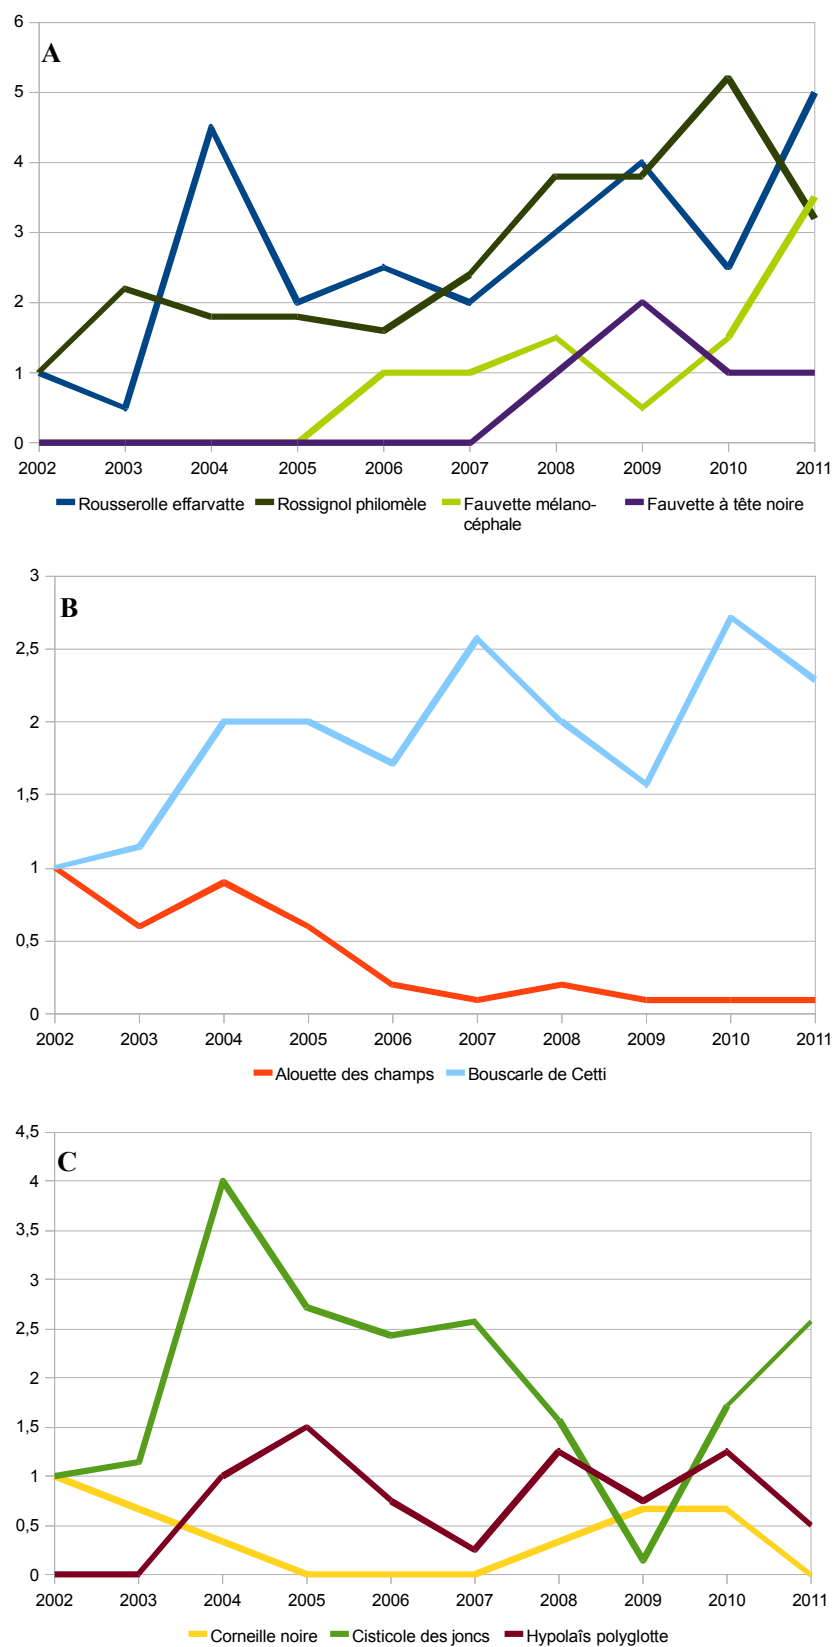 6
A
5
4
3
2
1
0
2002 2003 2004 2005 2006 2007 2008 2009 2010 2011
Rousserolle effarvatte Rossignol philomèle Fauvette mélano- Fauvette à tête noire
céphale
3
B
2,5
2
1,5
1
0,5
0
2002 2003 2004 2005 2006 2007 2008 2009 2010 2011
Alouette des champs Bouscarle de Cetti
4,5
C
4
3,5
3
2,5
2
1,5
1
0,5
0
2002 2003 2004 2005 2006 2007 2008 2009 2010 2011
Corneille noire Cisticole des joncs Hypolaîs polyglotte